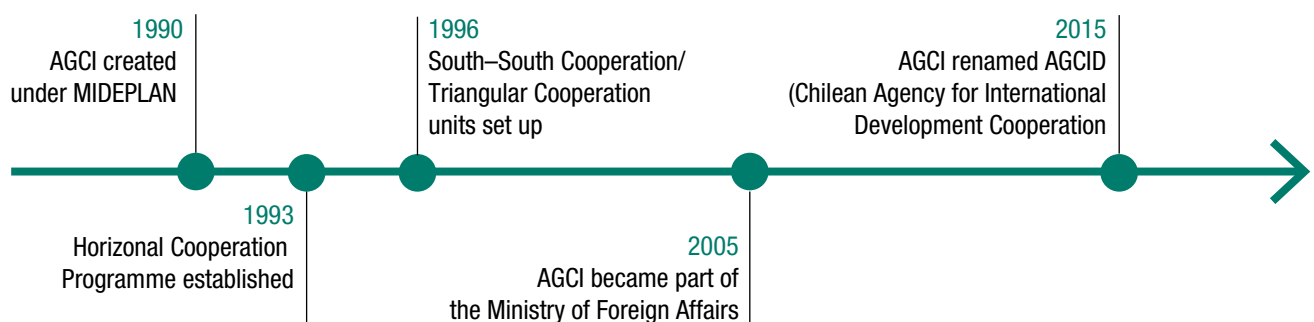 1990
AGCI created
under MIDEPLAN
1993
Horizonal Cooperation
Programme established
1996
South–South Cooperation/
Triangular Cooperation
units set up
2005
AGCI became part of
the Ministry of Foreign Affairs
2015
AGCI renamed AGCID
(Chilean Agency for International
Development Cooperation